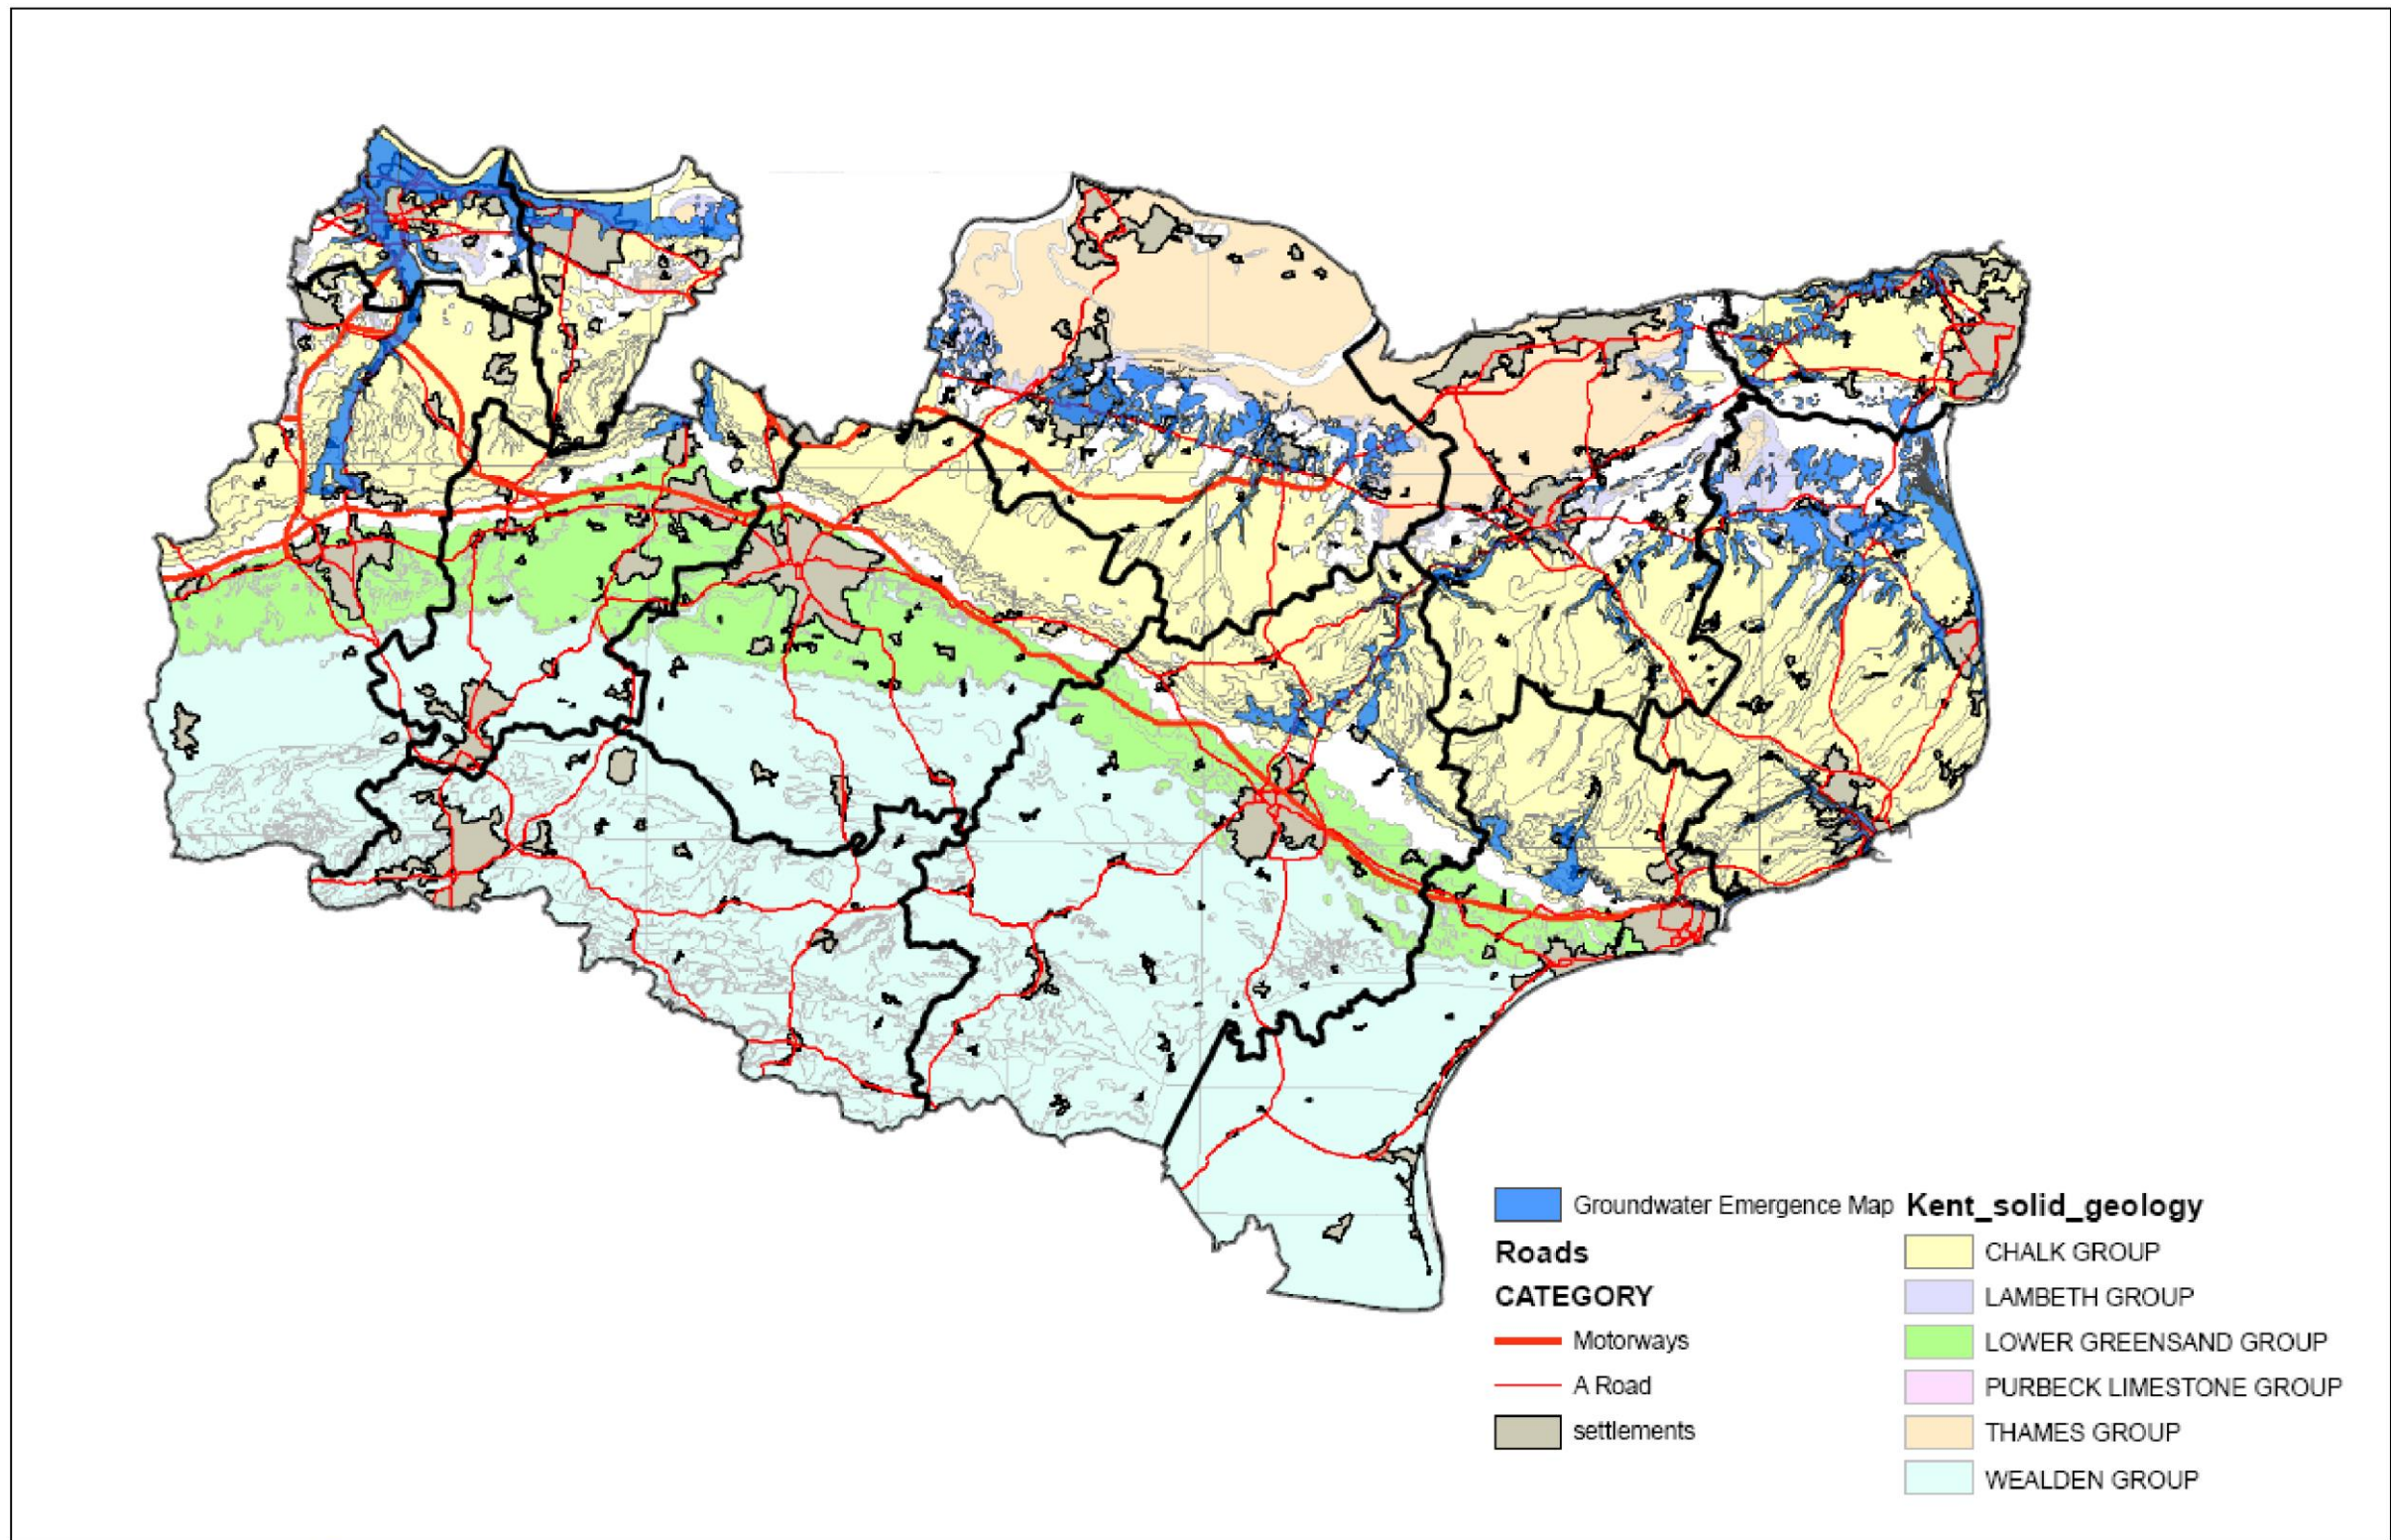 Groundwater Emergence Map
Roads
CATEGORY
Motorways
A Road
settlements
Kent_solid_geology
CHALK GROUP
LAMBETH GROUP
LOWER GREENSAND GROUP
PURBECK LIMESTONE GROUP
THAMES GROUP
WEALDEN GROUP